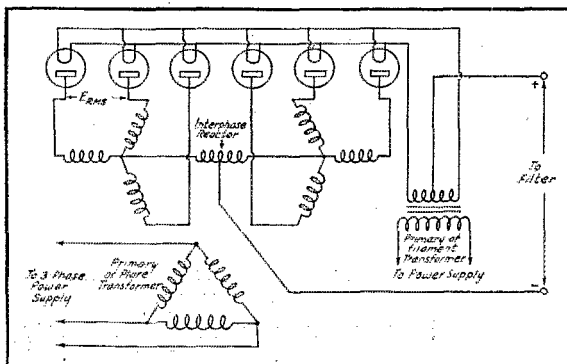 E RMS
Interphase
Reactor
+
To
Filter
-
Primary of
Filament
Transformer
To Power Supply
To 3 Phase
Power
Supply
Primary
of Phase
Transformer